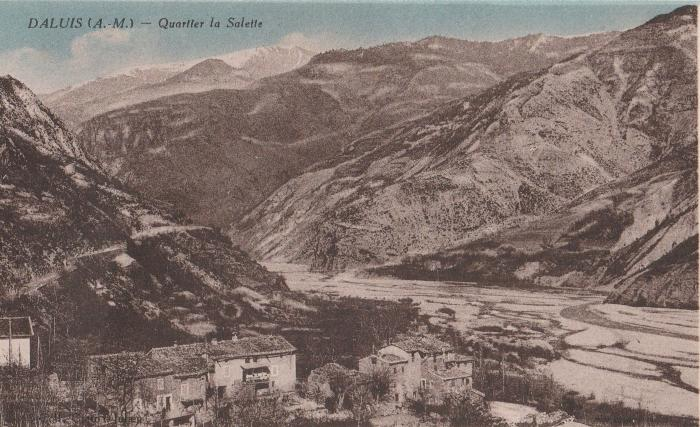 DALUIS (A.-M.) — Quartier la Salette